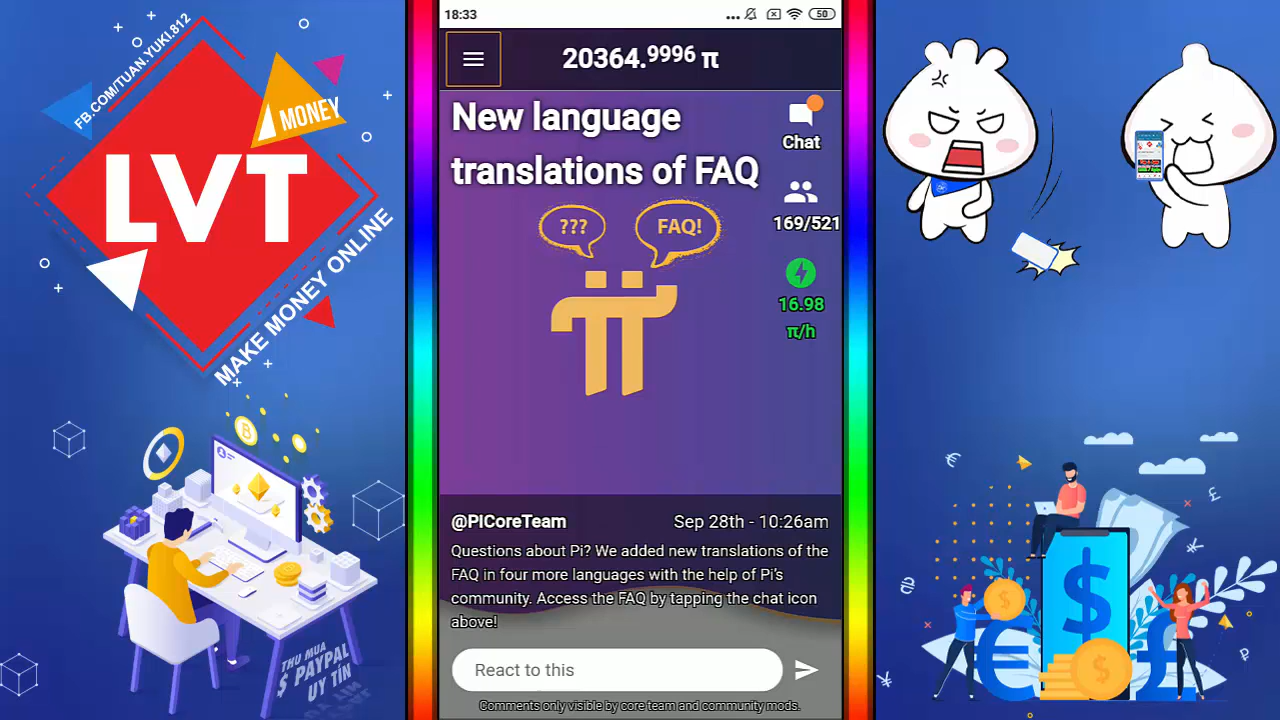 FB.COM/TUAN.YUKI.812
MONEY
LVT
MAKE MONEY ONLINE
THU MUA
$ PAYPAL
UY TÍN
18:33
50
20364.9996 π
New language
translations of FAQ
Chat
169/521
16.98
π/h
???
FAQ!
@PICoreTeam
Sep 28th - 10:26am
Questions about Pi? We added new translations of the
FAQ in four more languages with the help of Pi's
community. Access the FAQ by tapping the chat icon
above!
React to this
Comments only visible by core team and community mods.